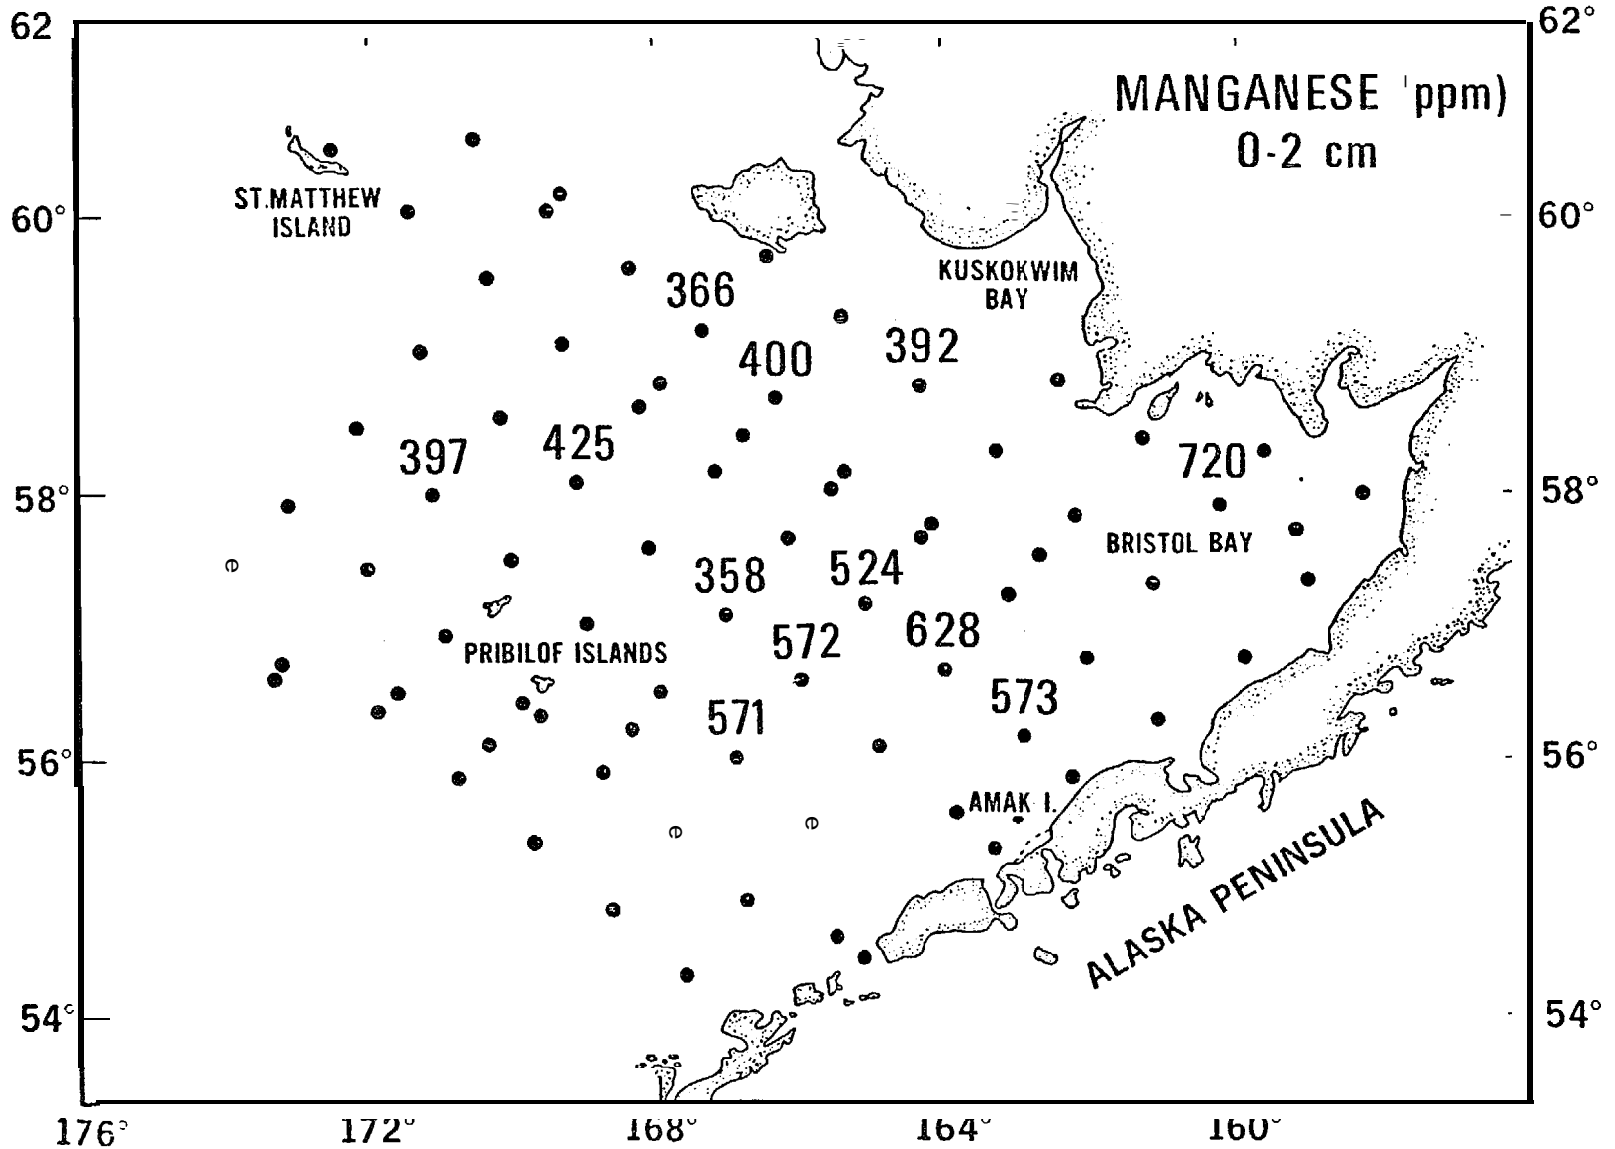 62
62°
MANGANESE ppm)
0-2 cm
ST.MATTHEW
ISLAND
60°
60°
KUSKOKWIM
BAY
366
400
392
397
425
720
58°
58°
BRISTOL BAY
358
524
572
628
PRIBILOF ISLANDS
571
573
56°
56°
AMAK I.
ALASKA PENINSULA
54°
54°
176°
172°
168°
164°
160°